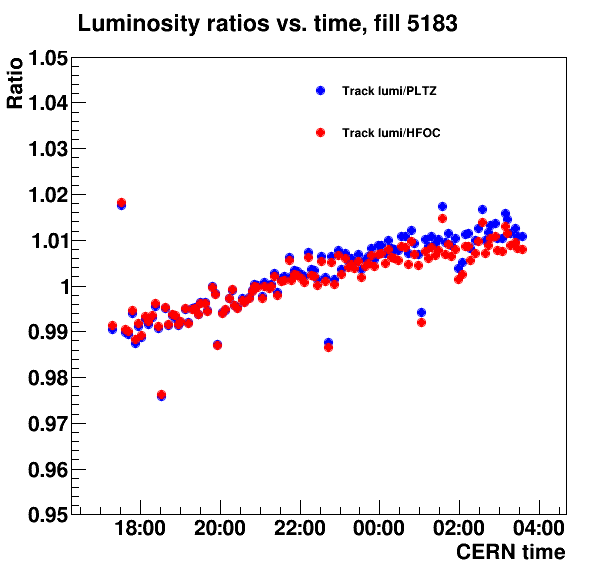 Luminosity ratios vs. time, fill 5183
Ratio
1.05
1.04
1.03
1.02
1.01
1
0.99
0.98
0.97
0.96
0.95
Track lumi/PLTZ
Track lumi/HFOC
18:00 20:00 22:00 00:00 02:00 04:00
CERN time